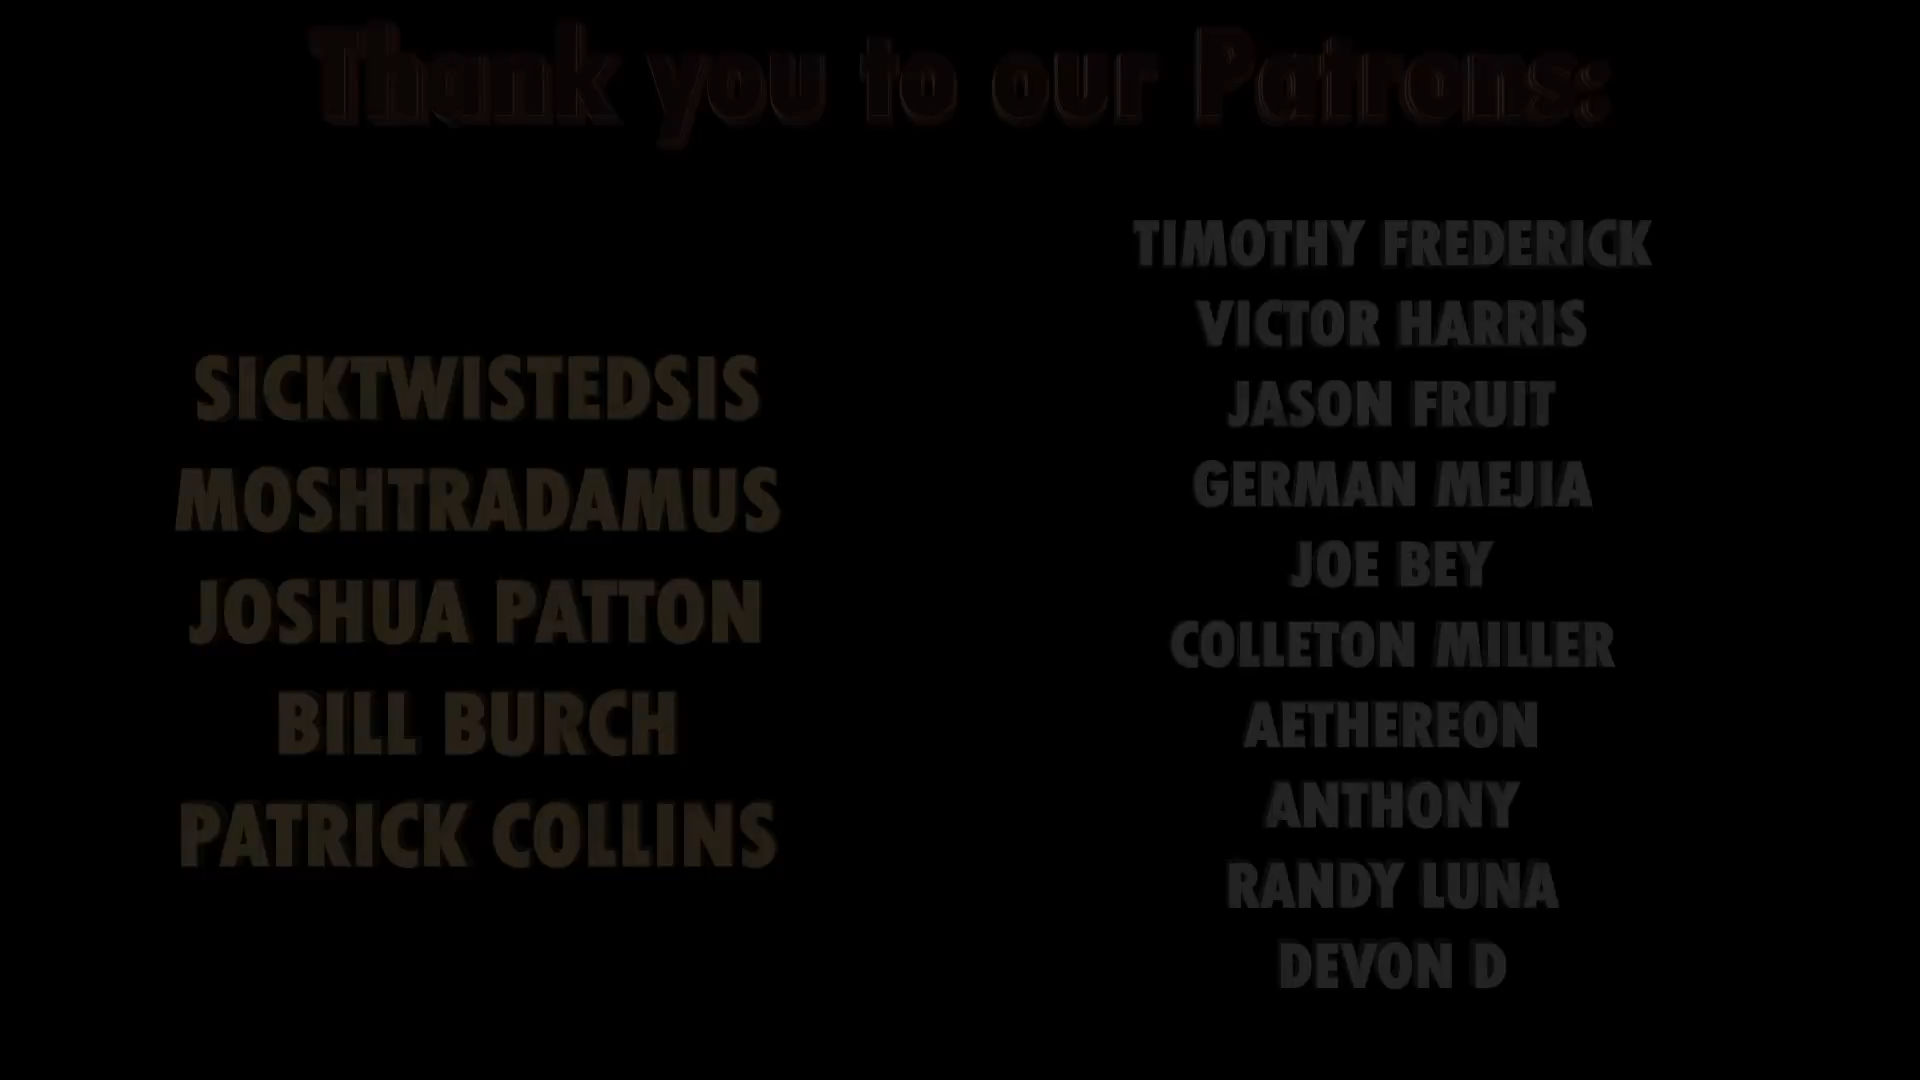 Thank you to our Patrons:
SICKTWISTEDSIS
MOSHTRADAMUS
JOSHUA PATTON
BILL BURCH
PATRICK COLLINS
TIMOTHY FREDERICK
VICTOR HARRIS
JASON FRUIT
GERMAN MEJIA
JOE BEY
COLLETON MILLER
AETHEREON
ANTHONY
RANDY LUNA
DEVON D